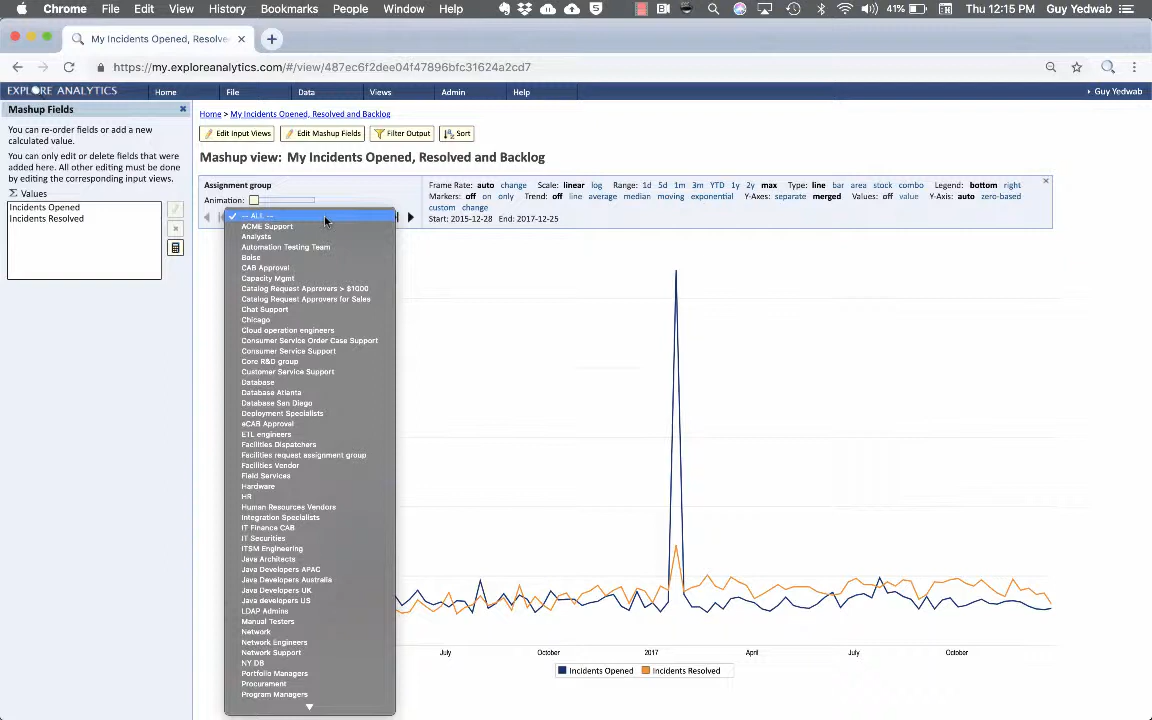 Chrome File Edit View History Bookmarks People Window Help 41% Thu 12:15 PM Guy Yedwab
My Incidents Opened, Resolve
https://my.exploreanalytics.com/#/view/487ec6f2dee04f47896bfc31624a2cd7
EXPLORE ANALYTICS Home File Data Views Admin Help Guy Yedwab
Mashup Fields
You can re-order fields or add a new
calculated value.
You can only edit or delete fields that were
added here. All other editing must be
done by editing the corresponding input views.
Σ Values
Incidents Opened
Incidents Resolved
Home > My Incidents Opened, Resolved and Backlog
Edit Input Views Edit Mashup Fields Filter Output Sort
Mashup view: My Incidents Opened, Resolved and Backlog
Assignment group
Animation:
Frame Rate: auto change Scale: linear log Range: 1d 5d 1m 3m YTD 1y 2y max Type: line bar area stock combo Legend: bottom right
Markers: off on only Trend: off line average median moving exponential Y-Axes: separate merged Values: off value Y-Axis: auto zero-based
custom change
Start: 2015-12-28 End: 2017-12-25
-- ALL --
ACME Support
Analysts
Automation Testing Team
Boise
CAB Approval
Capacity Mgmt
Catalog Request Approvers > $1000
Catalog Request Approvers for Sales
Chat Support
Chicago
Cloud operation engineers
Consumer Service Order Case Support
Consumer Service Support
Core R&D group
Customer Service Support
Database
Database Atlanta
Database San Diego
Deployment Specialists
eCAB Approval
ETL engineers
Facilities Dispatchers
Facilities request assignment group
Facilities Vendor
Field Services
Hardware
HR
Human Resources Vendors
Integration Specialists
IT Finance CAB
IT Securities
ITSM Engineering
Java Architects
Java Developers APAC
Java Developers Australia
Java Developers UK
Java developers US
LDAP Admins
Manual Testers
Network
Network Engineers
Network Support
NY DB
Portfolio Managers
Procurement
Program Managers
July October 2017 April July October
Incidents Opened Incidents Resolved